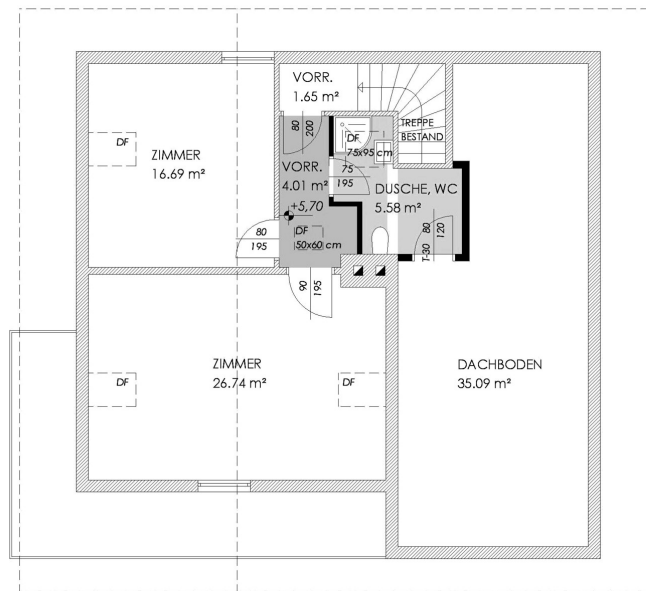 VORR.
1.65 m²
DF
ZIMMER
16.69 m²
80
200
DF
75x95 cm
TREPPE
BESTAND
VORR.
4.01 m²
75
195
DUSCHE, WC
5.58 m²
+5,70
80
195
DF
50x60 cm
T-30
80
120
90
195
ZIMMER
26.74 m²
DF
DF
DACHBODEN
35.09 m²